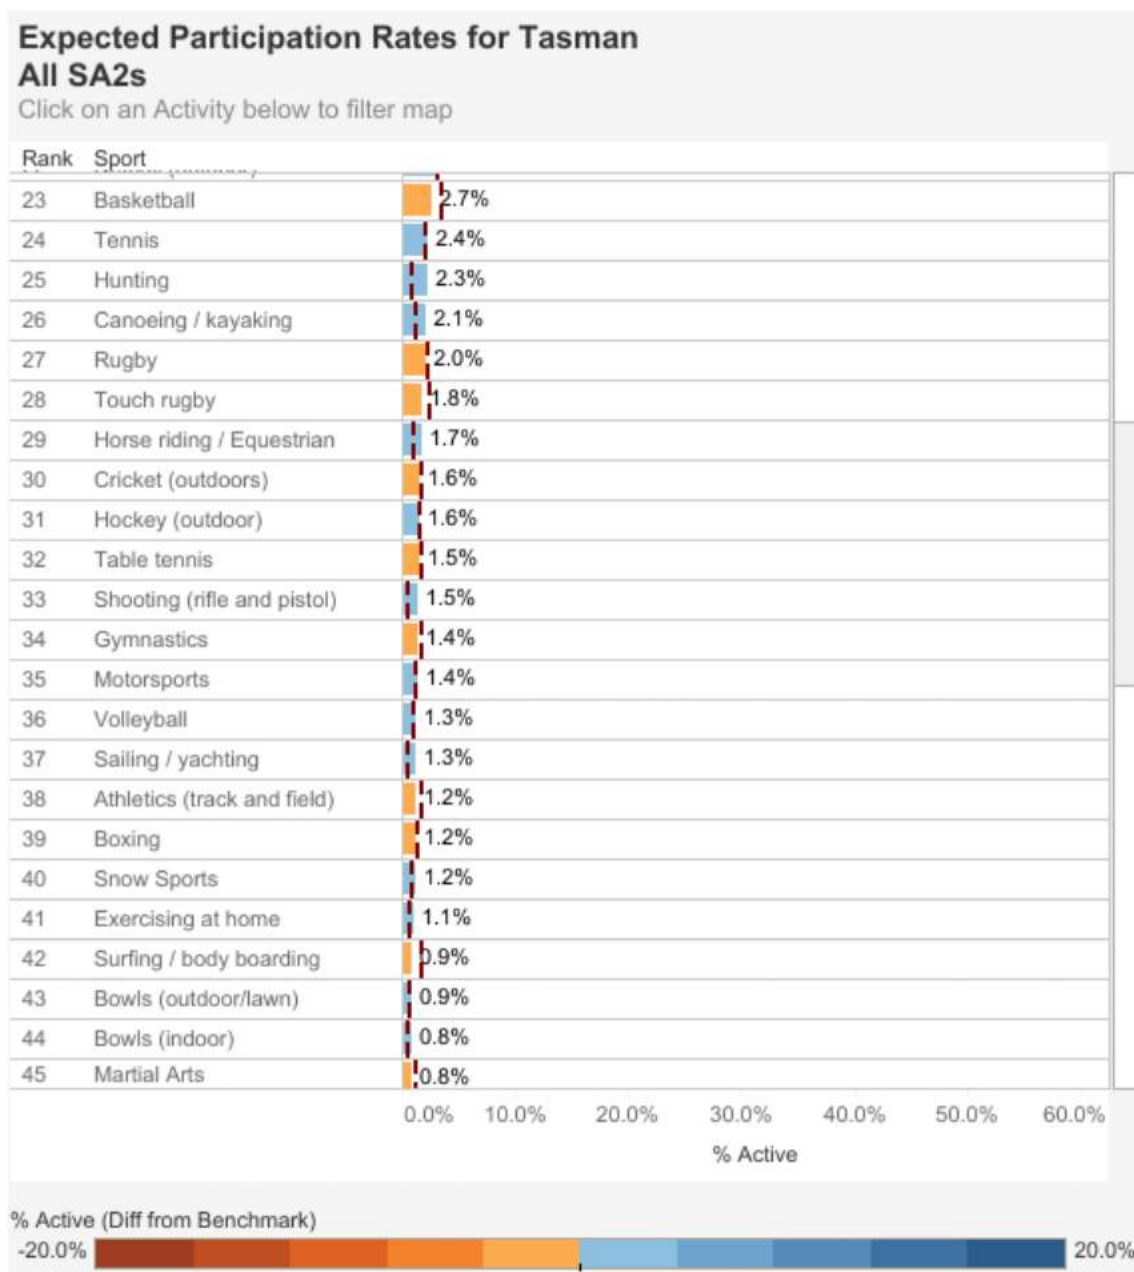 Expected Participation Rates for Tasman
All SA2s
Click on an Activity below to filter map
Rank Sport
23 Basketball 2.7%
24 Tennis 2.4%
25 Hunting 2.3%
26 Canoeing / kayaking 2.1%
27 Rugby 2.0%
28 Touch rugby 1.8%
29 Horse riding / Equestrian 1.7%
30 Cricket (outdoors) 1.6%
31 Hockey (outdoor) 1.6%
32 Table tennis 1.5%
33 Shooting (rifle and pistol) 1.5%
34 Gymnastics 1.4%
35 Motorsports 1.4%
36 Volleyball 1.3%
37 Sailing / yachting 1.3%
38 Athletics (track and field) 1.2%
39 Boxing 1.2%
40 Snow Sports 1.2%
41 Exercising at home 1.1%
42 Surfing / body boarding 0.9%
43 Bowls (outdoor/lawn) 0.9%
44 Bowls (indoor) 0.8%
45 Martial Arts 0.8%
0.0% 10.0% 20.0% 30.0% 40.0% 50.0% 60.0%
% Active
% Active (Diff from Benchmark)
-20.0% 20.0%